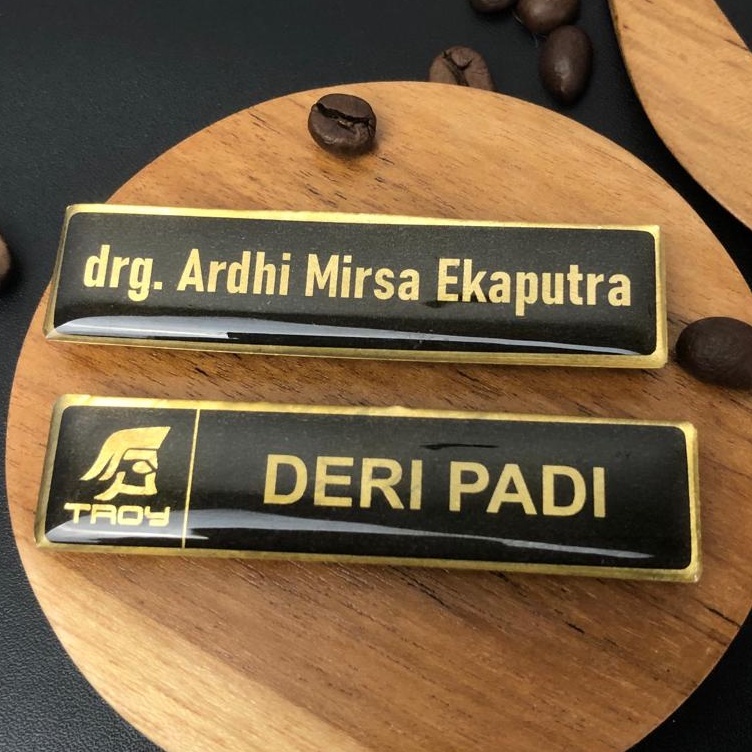 drg. Ardhi Mirsa Ekaputra
TROY
DERI PADI